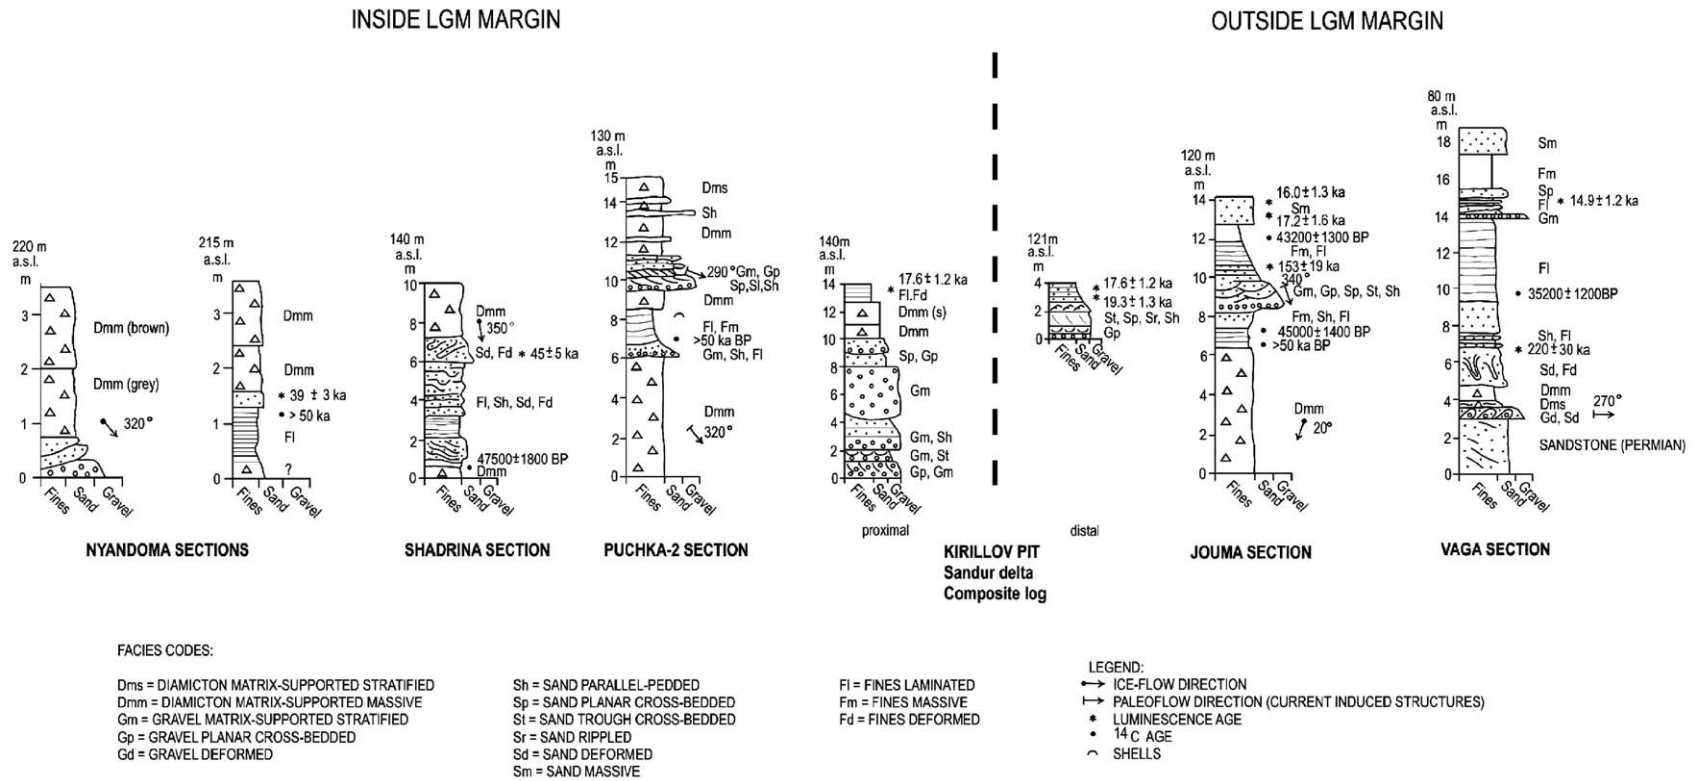 INSIDE LGM MARGIN
OUTSIDE LGM MARGIN
220 m
a.s.l.
m
3
2
1
0
Dmm (brown)
Dmm (grey)
320°
Fines
Sand
Gravel
215 m
a.s.l.
m
3
2
1
0
Dmm
Dmm
* 39 ± 3 ka
• > 50 ka
Fl
?
Fines
Sand
Gravel
NYANDOMA SECTIONS
140 m
a.s.l.
m
10
8
6
4
2
0
Dmm
350°
Sd, Fd * 45±5 ka
Fl, Sh, Sd, Fd
47500±1800 BP
Dmm
Fines
Sand
Gravel
SHADRINA SECTION
130 m
a.s.l.
m
15
14
12
10
8
6
4
2
0
Dms
Sh
Dmm
290° Gm, Gp
Sp,Sl,Sh
Dmm
Fl, Fm
>50 ka BP
Gm, Sh, Fl
Dmm
320°
Fines
Sand
Gravel
PUCHKA-2 SECTION
140m
a.s.l.
m
14
12
10
8
6
4
2
0
17.6±1.2 ka
*
Fl.Fd
Dmm (s)
Dmm
Sp, Gp
Gm
Gm, Sh
Gm, St
Gp, Gm
Fines
Sand
Gravel
proximal
121m
a.s.l.
m
4
2
0
* 17.6±1.2 ka
* 19.3±1.3 ka
St, Sp, Sr, Sh
Gp
Fines
Sand
Gravel
distal
KIRILLOV PIT
Sandur delta
Composite log
120 m
a.s.l.
m
14
12
10
8
6
4
2
0
16.0±1.3 ka
*
Sm
*
17.2±1.6 ka
• 43200±1300 BP
Fm, Fl
* 153±19 ka
340°
Gm, Gp, Sp, St, Sh
Fm, Sh, Fl
• 45000±1400 BP
• >50 ka BP
Dmm
20°
Fines
Sand
Gravel
JOUMA SECTION
80 m
a.s.l.
m
18
16
14
12
10
8
6
4
2
0
Sm
Fm
Sp
Fl * 14.9±1.2 ka
Gm
Fl
• 35200±1200BP
Sh, Fl
* 220±30 ka
Sd, Fd
Dmm
Dms
270°
Gd, Sd
SANDSTONE (PERMIAN)
Fines
Sand
Gravel
VAGA SECTION
FACIES CODES:
Dms = DIAMICTON MATRIX-SUPPORTED STRATIFIED
Dmm = DIAMICTON MATRIX-SUPPORTED MASSIVE
Gm = GRAVEL MATRIX-SUPPORTED STRATIFIED
Gp = GRAVEL PLANAR CROSS-BEDDED
Gd = GRAVEL DEFORMED
Sh = SAND PARALLEL-PEDDED
Sp = SAND PLANAR CROSS-BEDDED
St = SAND TROUGH CROSS-BEDDED
Sr = SAND RIPPLED
Sd = SAND DEFORMED
Sm = SAND MASSIVE
Fl = FINES LAMINATED
Fm = FINES MASSIVE
Fd = FINES DEFORMED
LEGEND:
ICE-FLOW DIRECTION
PALEOFLOW DIRECTION (CURRENT INDUCED STRUCTURES)
* LUMINESCENCE AGE
• 14C AGE
SHELLS